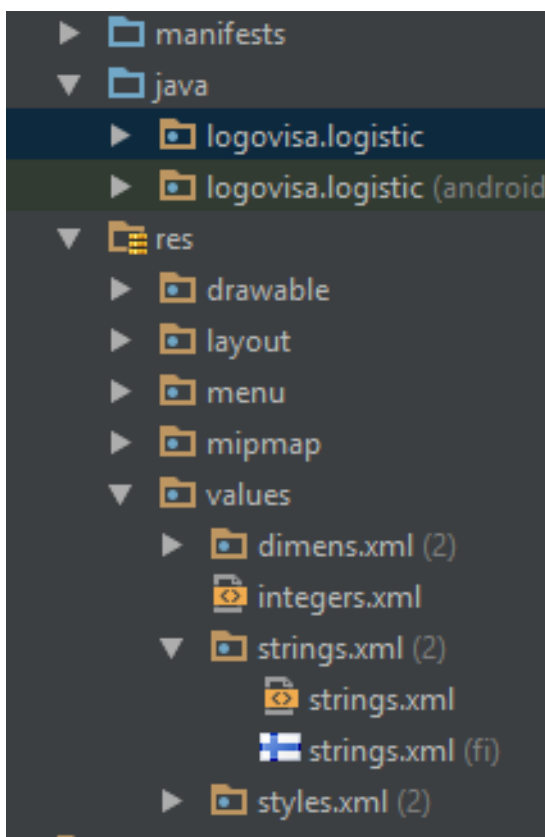 manifests
java
logovisa.logistic
logovisa.logistic (android
res
drawable
layout
menu
mipmap
values
dimens.xml (2)
integers.xml
strings.xml (2)
strings.xml
strings.xml (fi)
styles.xml (2)